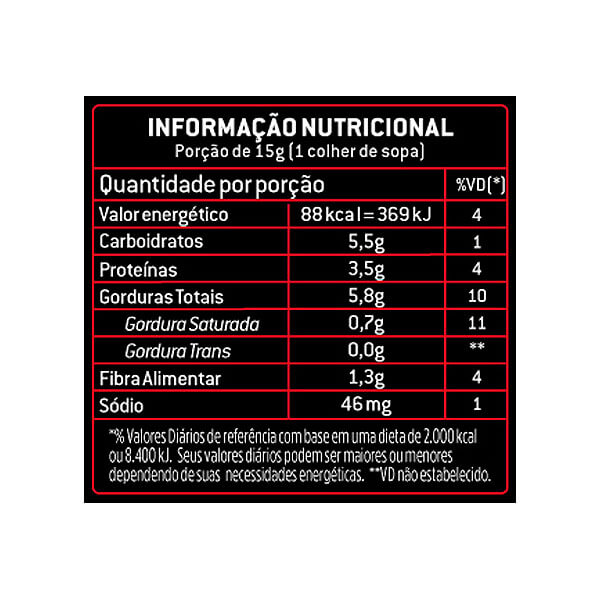 INFORMAÇÃO NUTRICIONAL
Porção de 15g (1 colher de sopa)
Quantidade por porção %VD(*)
Valor energético 88 kcal = 369 kJ 4
Carboidratos 5,5g 1
Proteínas 3,5g 4
Gorduras Totais 5,8g 10
Gordura Saturada 0,7g 11
Gordura Trans 0,0g **
Fibra Alimentar 1,3g 4
Sódio 46 mg 1
*% Valores Diários de referência com base em uma dieta de 2.000 kcal
ou 8.400 kJ. Seus valores diários podem ser maiores ou menores
dependendo de suas necessidades energéticas. **VD não estabelecido.